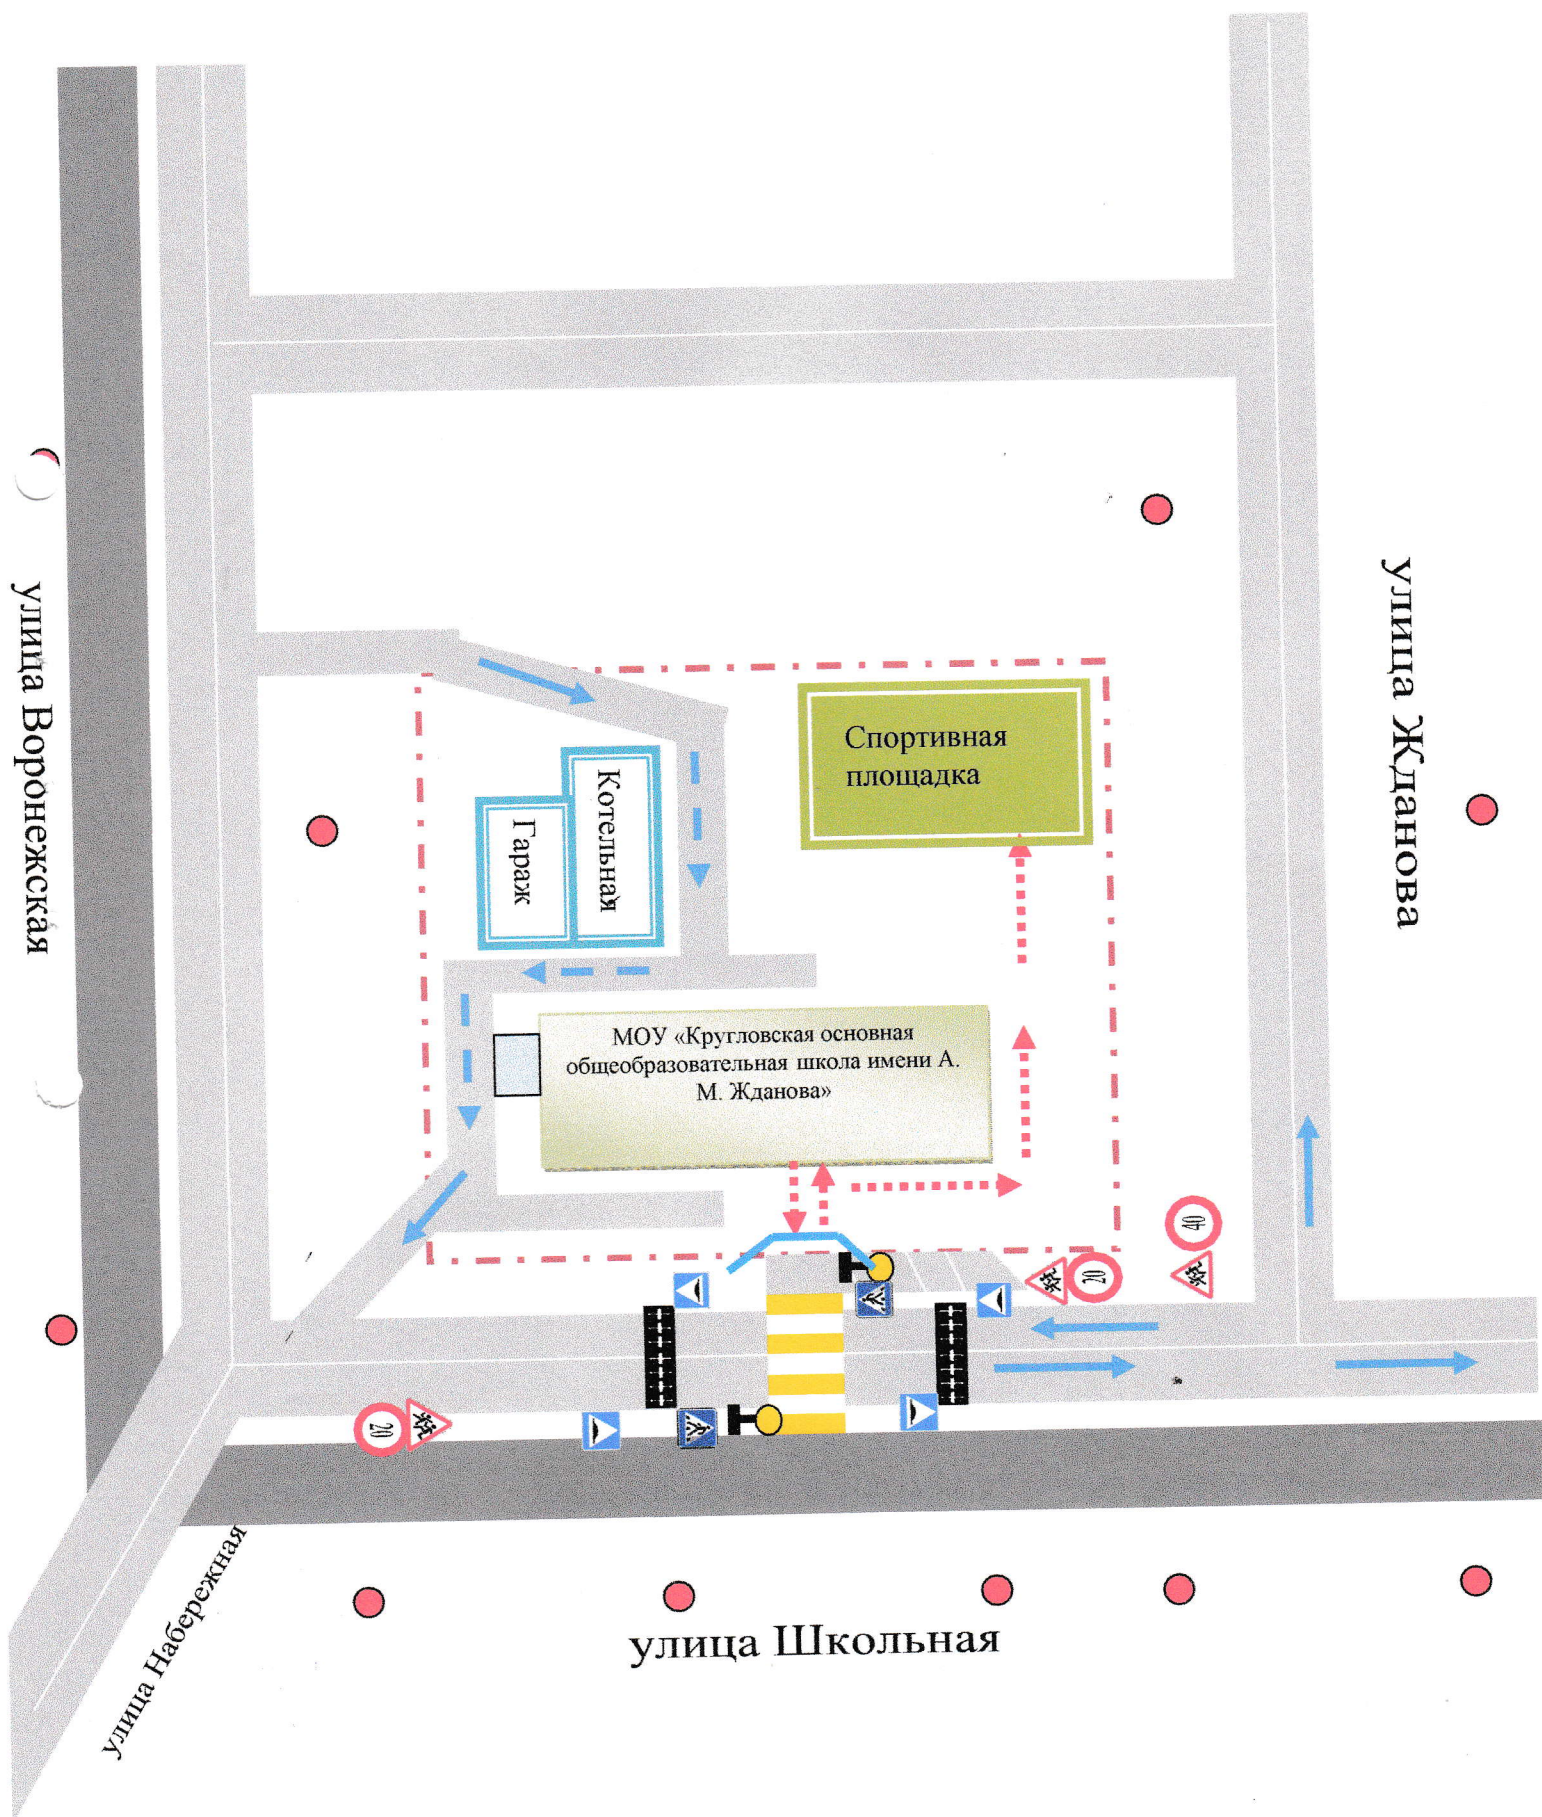 улица Воронежская
улица Жданова
Спортивная
площадка
Котельная
Гараж
МОУ «Кругловская основная
общеобразовательная школа имени А.
М. Жданова»
40
20
20
улица Набережная
улица Школьная